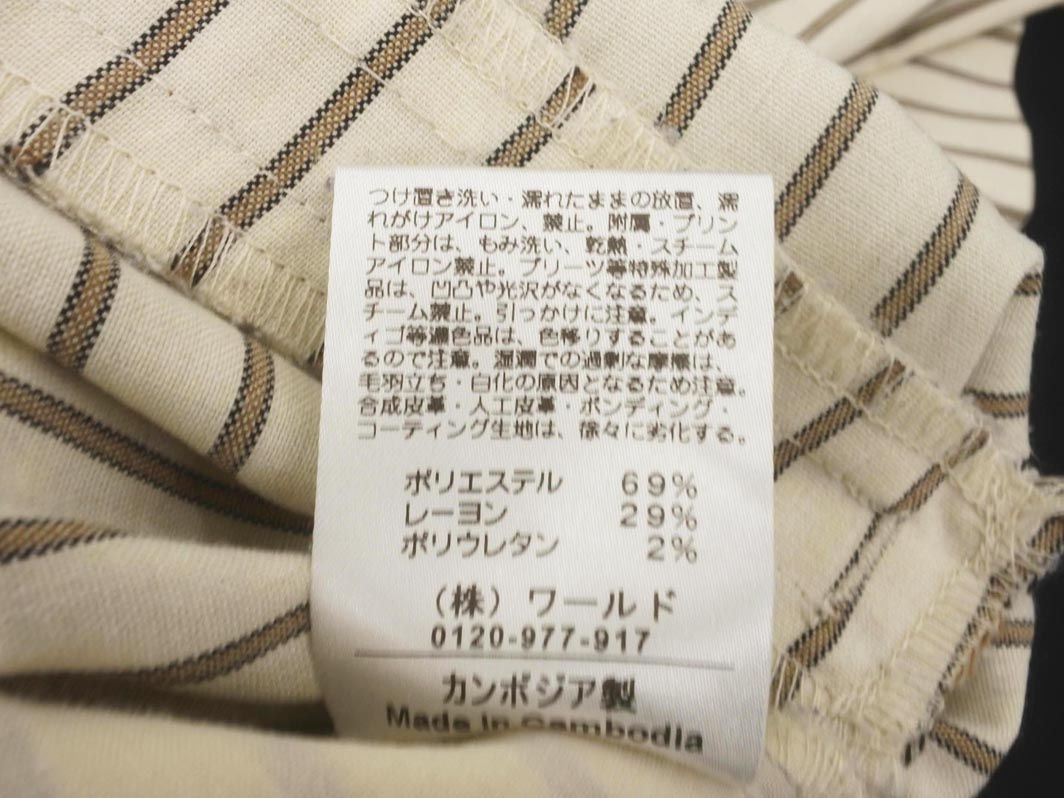 つけ置き洗い・濡れたままの放置、濡
れがけアイロン、禁止。附属・プリン
ト部分は、もみ洗い、乾熱・スチーム
アイロン禁止。プリーツ等特殊加工製
品は、凹凸や光沢がなくなるため、ス
チーム禁止。引っかけに注意。インデ
ィゴ等濃色品は、色移りすることがあ
るので注意。湿潤での過剰な摩擦は、
毛羽立ち・白化の原因となるため注意。
合成皮革・人工皮革・ボンディング・
コーティング生地は、徐々に劣化する。
ポリエステル 69%
レーヨン 29%
ポリウレタン 2%
(株)ワールド
0120-977-917
カンボジア製
Made in Cambodia